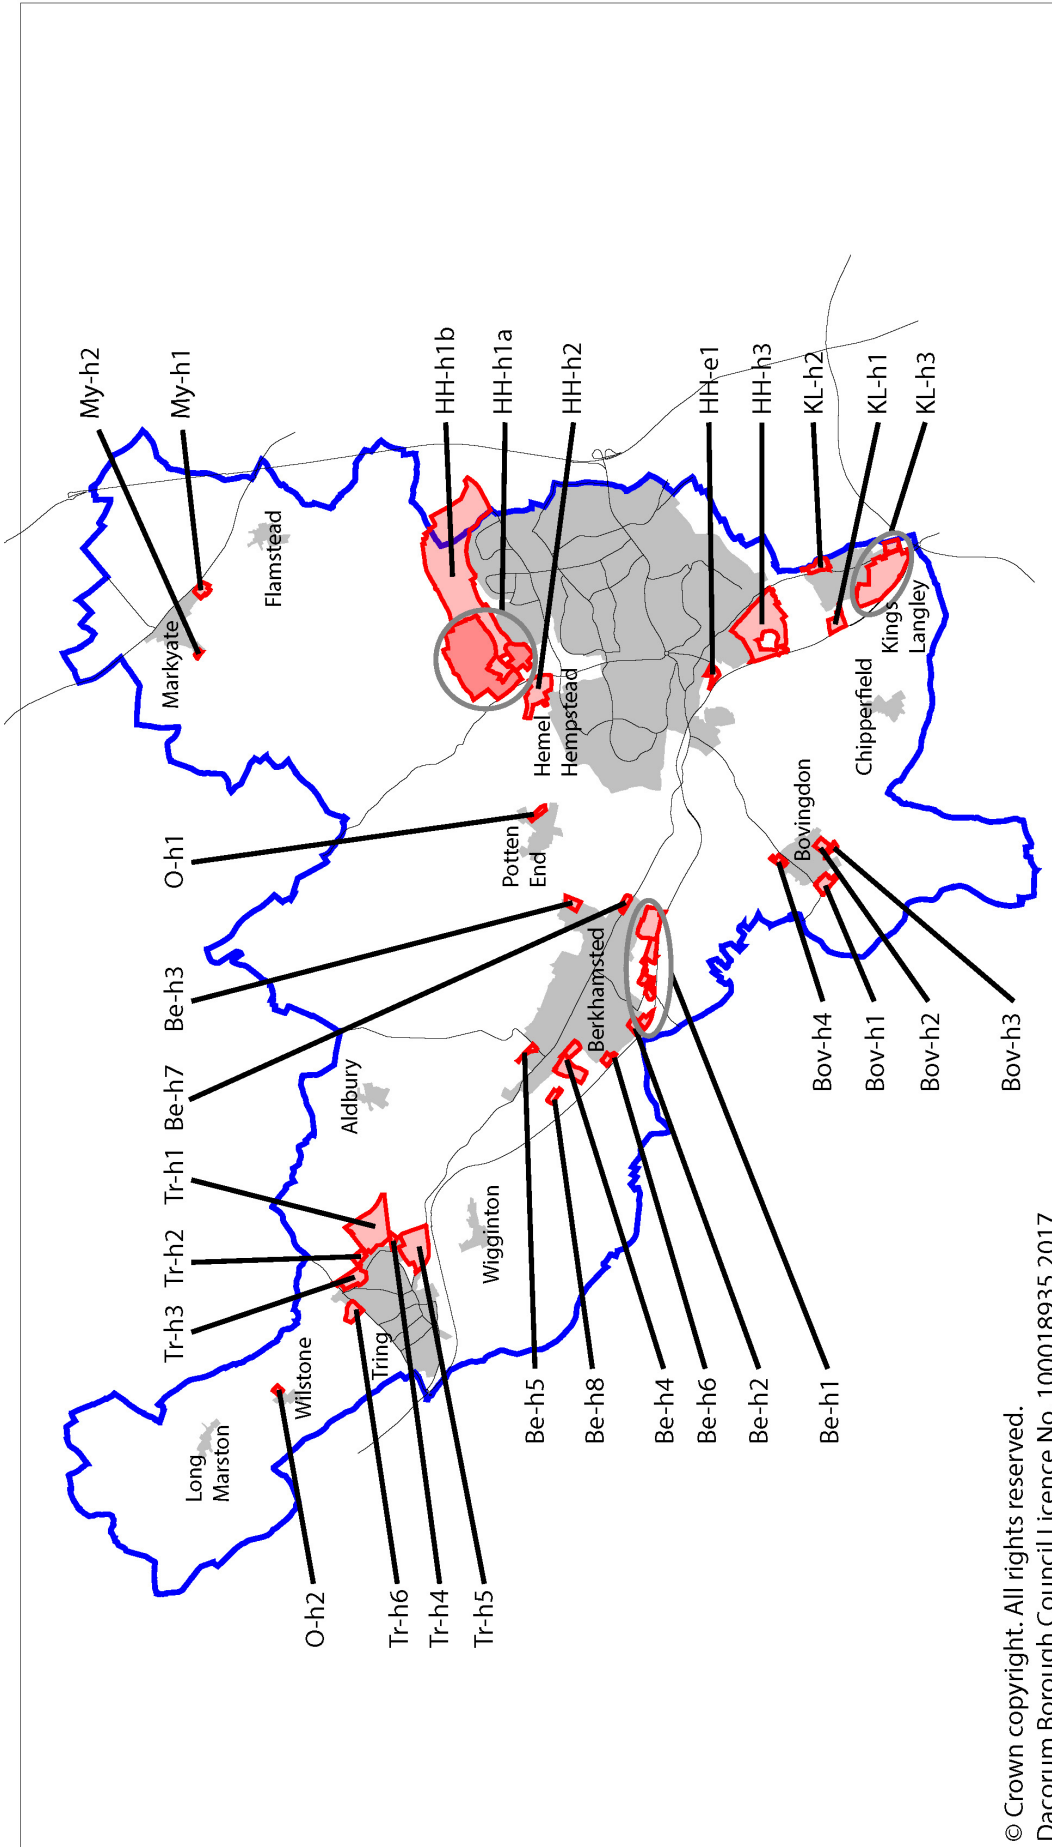 My-h2
My-h1
HH-h1b
HH-h1a
HH-h2
HH-e1
HH-h3
KL-h2
KL-h1
KL-h3
O-h1
Be-h3
Be-h7
Tr-h1
Tr-h2
Tr-h3
Markyate
Flamstead
Hemel
Hempstead
Potten
End
Berkhamsted
Aldbury
Wigginton
Tring
Wilstone
Long
Marston
Bovingdon
Chipperfield
Kings
Langley
Bov-h4
Bov-h1
Bov-h2
Bov-h3
Be-h5
Be-h8
Be-h4
Be-h6
Be-h2
Be-h1
O-h2
Tr-h6
Tr-h4
Tr-h5
© Crown copyright. All rights reserved.
Dacorum Borough Council Licence No. 100018935 2017